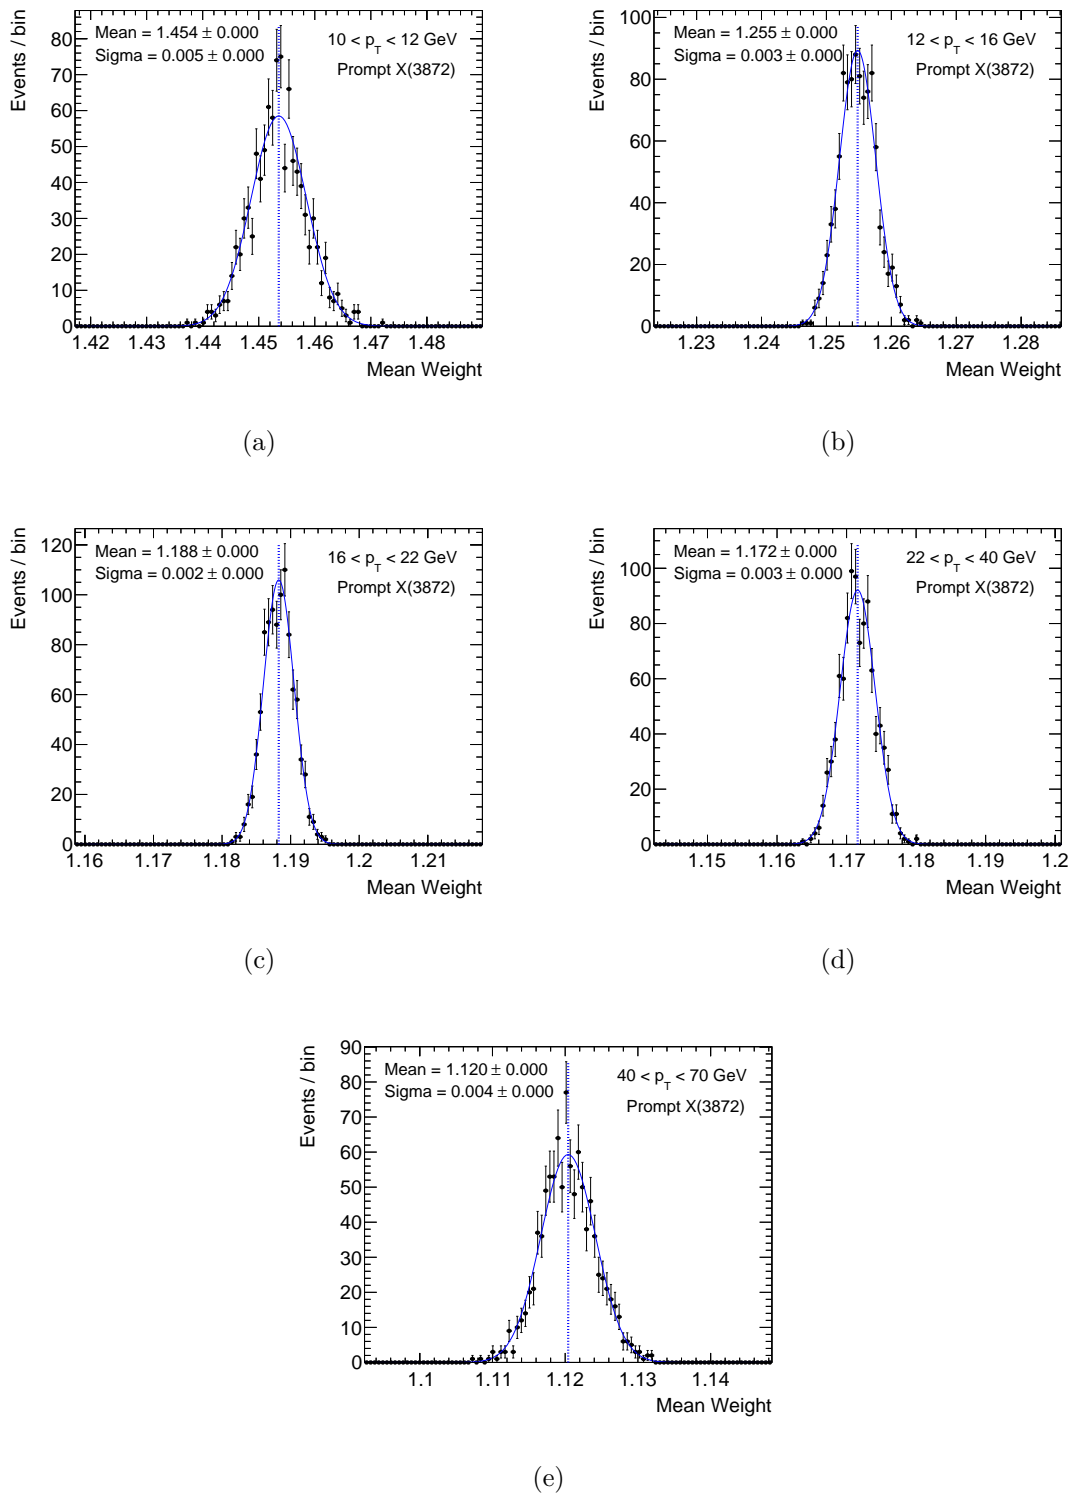 Events / bin
Mean = 1.454 ± 0.000
Sigma = 0.005 ± 0.000
10 < p_T < 12 GeV
Prompt X(3872)
80
70
60
50
40
30
20
10
0
1.42 1.43 1.44 1.45 1.46 1.47 1.48
Mean Weight
(a)
Events / bin
Mean = 1.255 ± 0.000
Sigma = 0.003 ± 0.000
12 < p_T < 16 GeV
Prompt X(3872)
100
80
60
40
20
0
1.23 1.24 1.25 1.26 1.27 1.28
Mean Weight
(b)
Events / bin
Mean = 1.188 ± 0.000
Sigma = 0.002 ± 0.000
16 < p_T < 22 GeV
Prompt X(3872)
120
100
80
60
40
20
0
1.16 1.17 1.18 1.19 1.2 1.21
Mean Weight
(c)
Events / bin
Mean = 1.172 ± 0.000
Sigma = 0.003 ± 0.000
22 < p_T < 40 GeV
Prompt X(3872)
100
80
60
40
20
0
1.15 1.16 1.17 1.18 1.19 1.2
Mean Weight
(d)
Events / bin
Mean = 1.120 ± 0.000
Sigma = 0.004 ± 0.000
40 < p_T < 70 GeV
Prompt X(3872)
90
80
70
60
50
40
30
20
10
0
1.1 1.11 1.12 1.13 1.14
Mean Weight
(e)